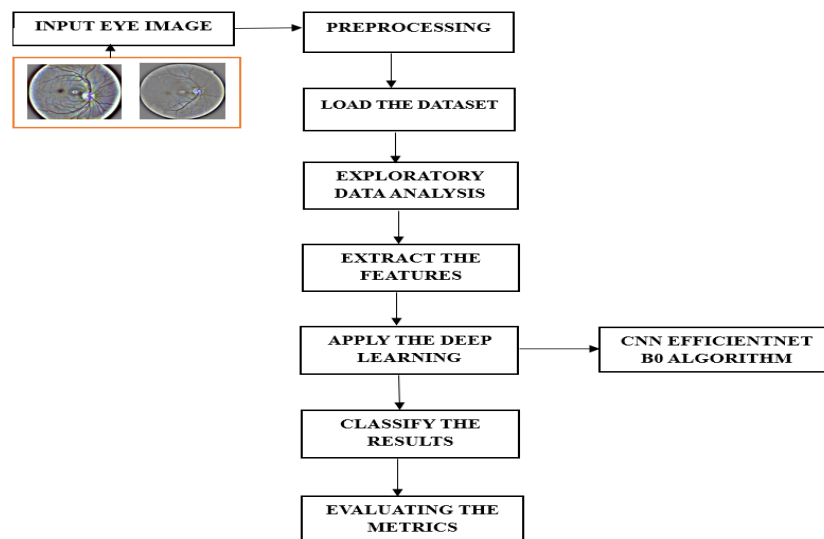 INPUT EYE IMAGE
PREPROCESSING
LOAD THE DATASET
EXPLORATORY
DATA ANALYSIS
EXTRACT THE
FEATURES
APPLY THE DEEP
LEARNING
CNN EFFICIENTNET
B0 ALGORITHM
CLASSIFY THE
RESULTS
EVALUATING THE
METRICS